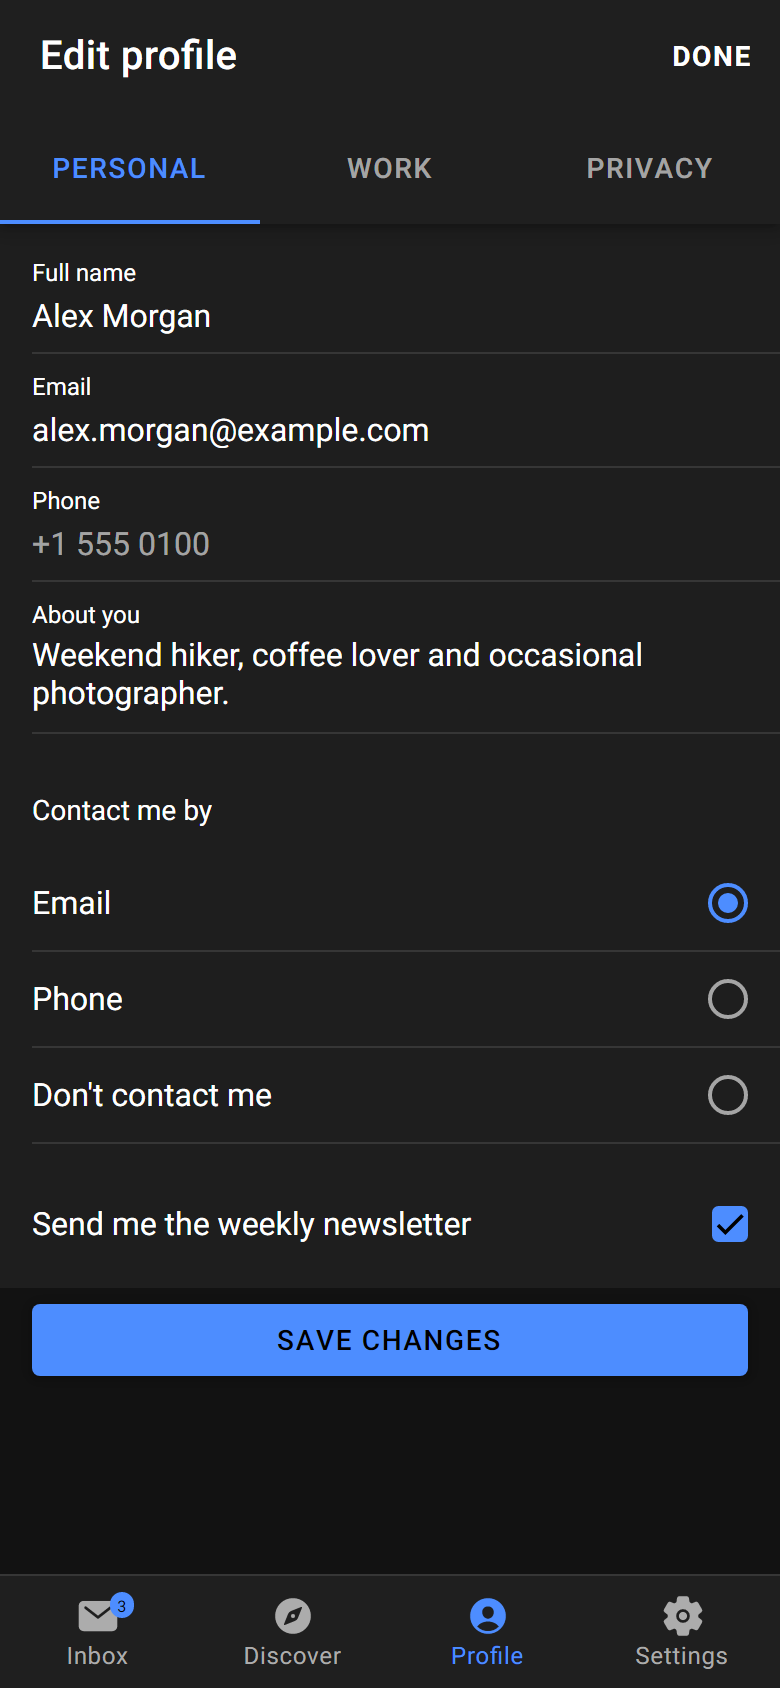 Edit profile
DONE
PERSONAL
WORK
PRIVACY
Full name
Alex Morgan
Email
alex.morgan@example.com
Phone
+1 555 0100
About you
Weekend hiker, coffee lover and occasional
photographer.
Contact me by
Email
Phone
Don't contact me
Send me the weekly newsletter
SAVE CHANGES
3
Inbox
Discover
Profile
Settings